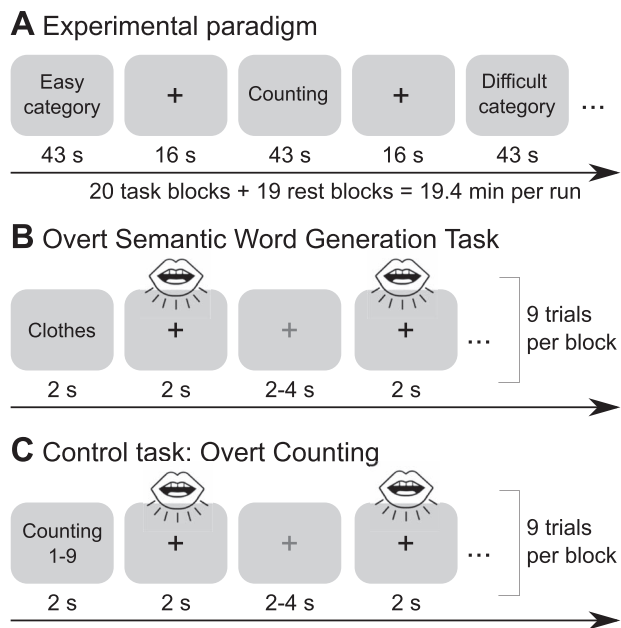 A Experimental paradigm
Easy
category
+
Counting
+
Difficult
category
...
43 s
16 s
43 s
16 s
43 s
20 task blocks + 19 rest blocks = 19.4 min per run
B Overt Semantic Word Generation Task
Clothes
+
+
+
...
9 trials
per block
2 s
2 s
2-4 s
2 s
C Control task: Overt Counting
Counting
1-9
+
+
+
...
9 trials
per block
2 s
2 s
2-4 s
2 s